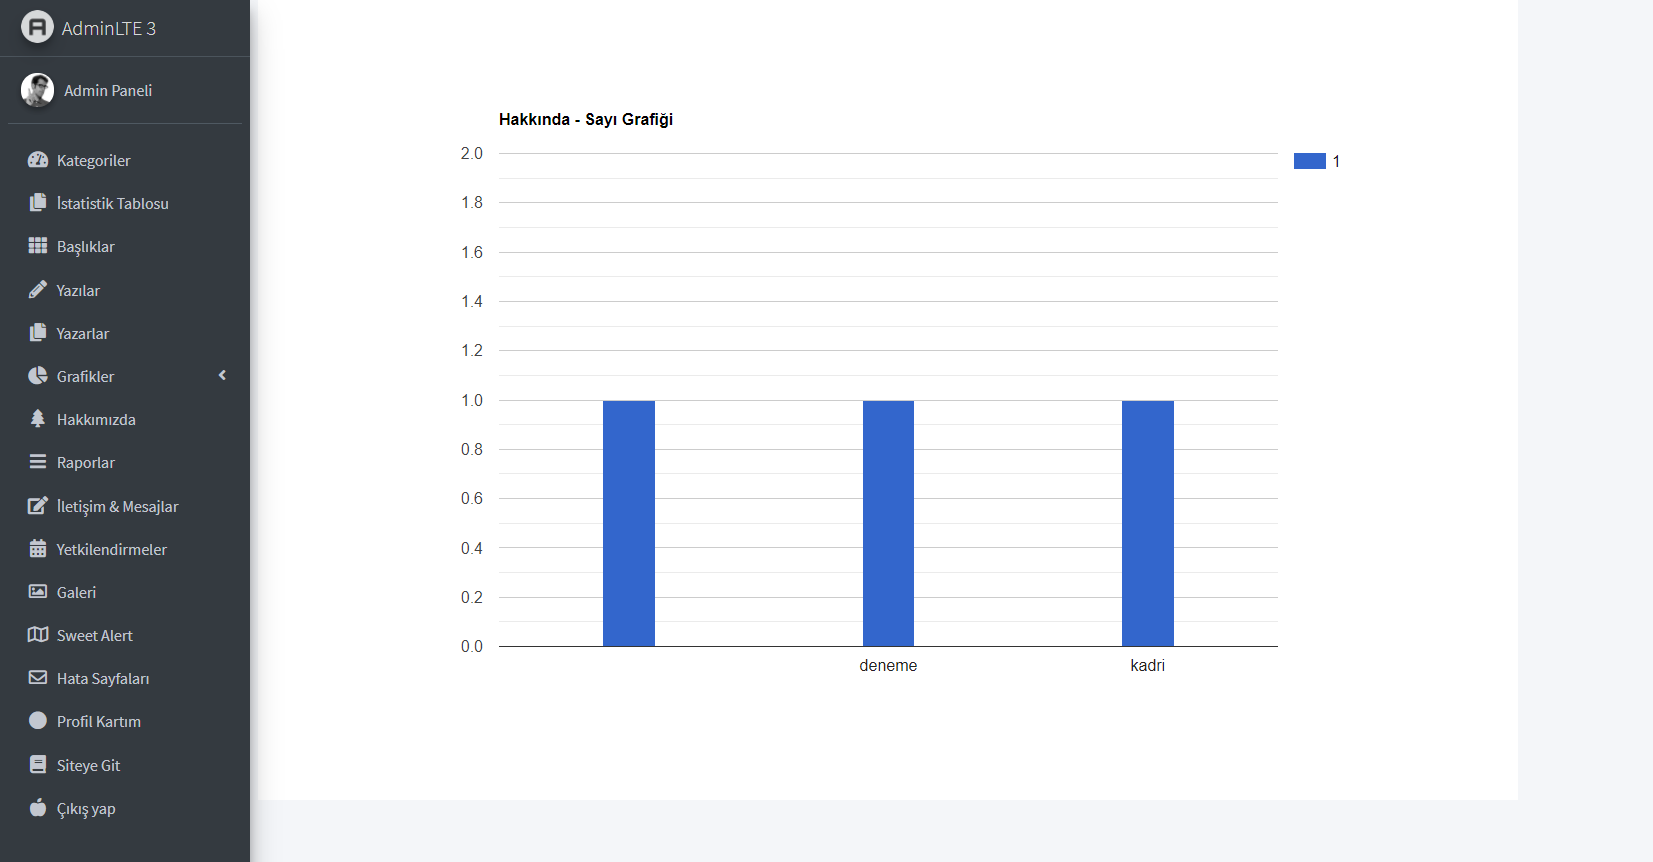 AdminLTE 3
Admin Paneli
Kategoriler
İstatistik Tablosu
Başlıklar
Yazılar
Yazarlar
Grafikler
Hakkımızda
Raporlar
İletişim & Mesajlar
Yetkilendirmeler
Galeri
Sweet Alert
Hata Sayfaları
Profil Kartım
Siteye Git
Çıkış yap
Hakkında - Sayı Grafiği
2.0
1.8
1.6
1.4
1.2
1.0
0.8
0.6
0.4
0.2
0.0
deneme kadri
1